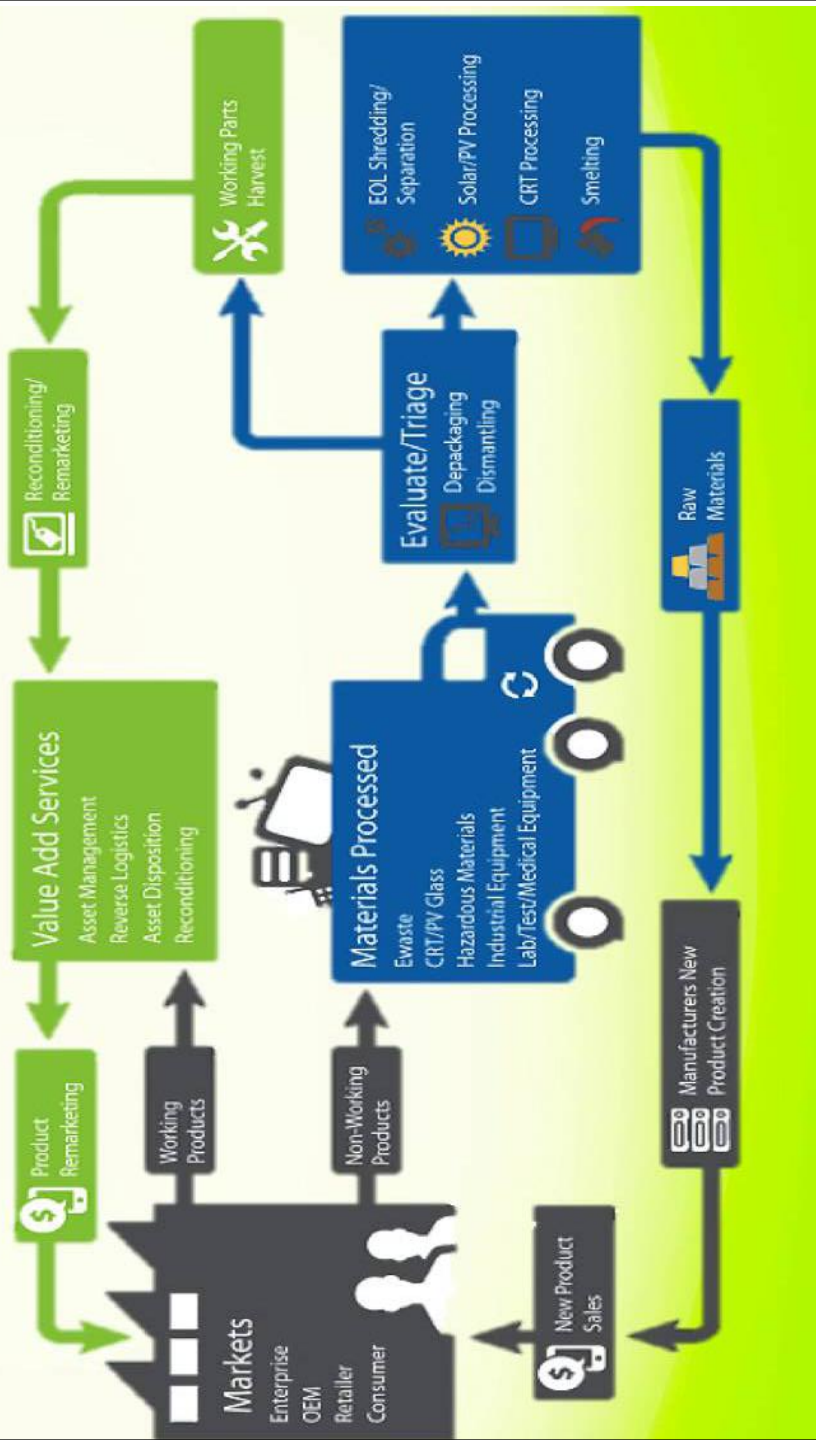 Markets
Enterprise
OEM
Retailer
Consumer
Product
Remarketing
Working
Products
Non-Working
Products
New Product
Sales
Value Add Services
Asset Management
Reverse Logistics
Asset Disposition
Reconditioning
Materials Processed
Ewaste
CRT/PV Glass
Hazardous Materials
Industrial Equipment
Lab/Test/Medical Equipment
Manufacturers New
Product Creation
Reconditioning/
Remarketing
Evaluate/Triage
Depackaging
Dismantling
Raw
Materials
Working Parts
Harvest
EOL Shredding/
Separation
Solar/PV Processing
CRT Processing
Smelting
$
$